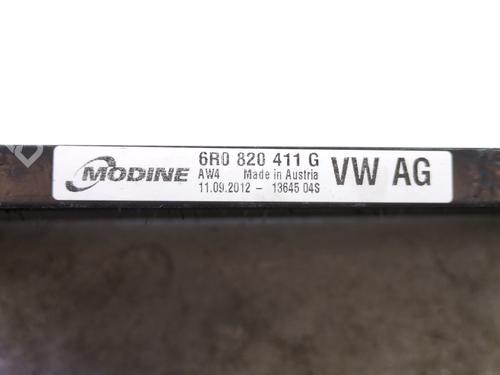 MODINE
6R0 820 411 G
AW4 Made in Austria
11.09.2012 - 13645 04S
VW AG